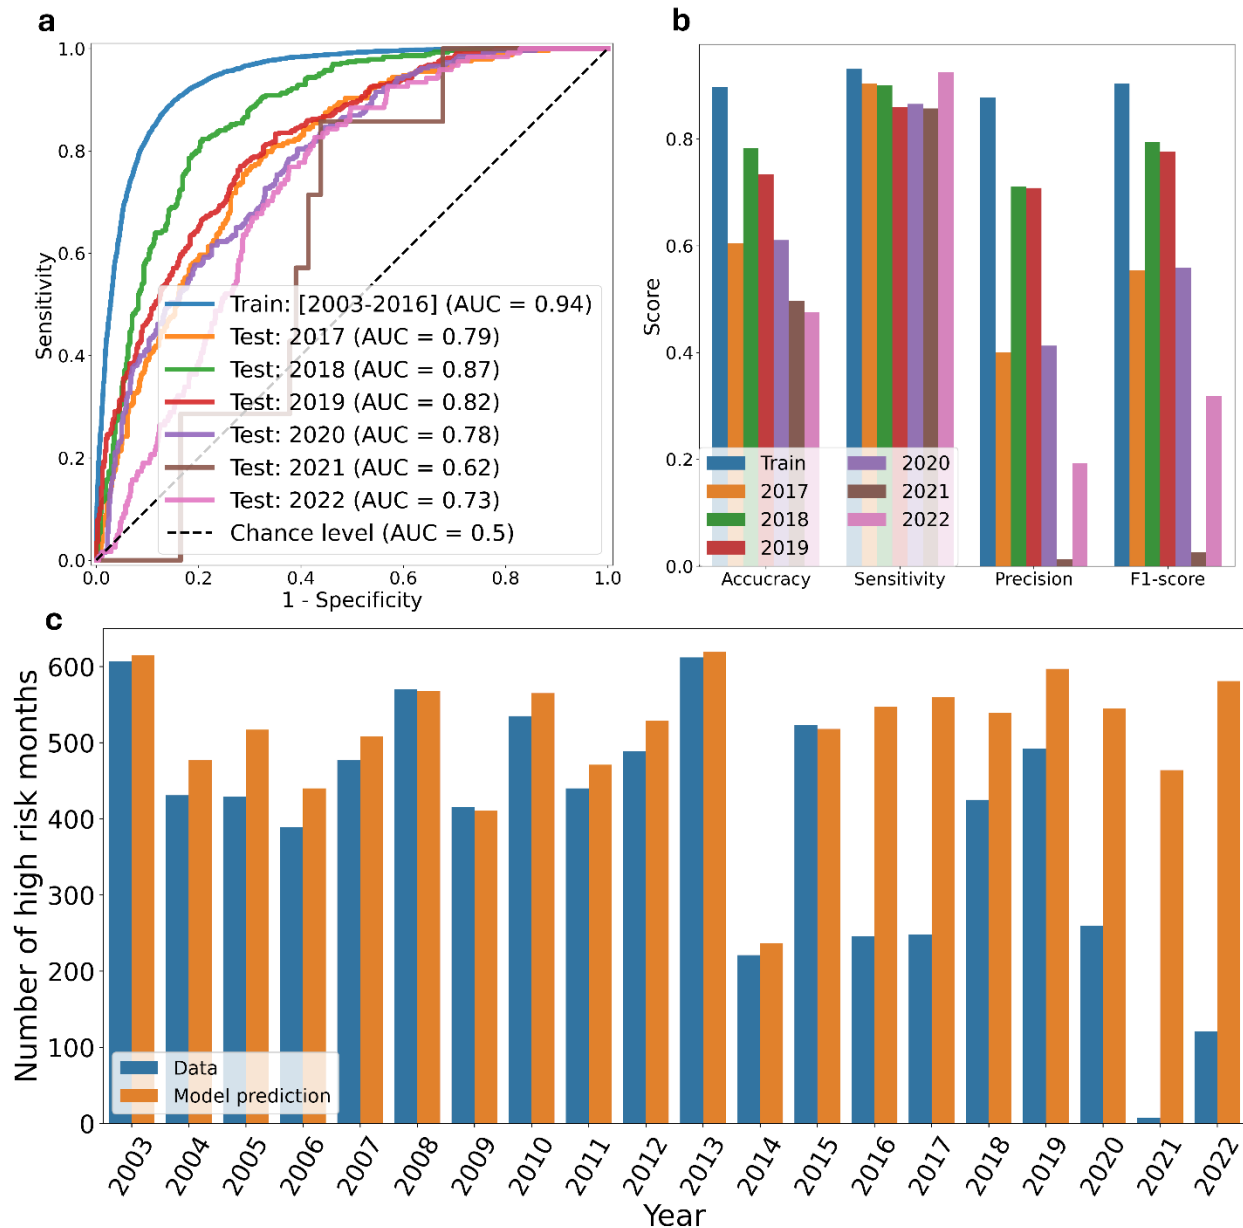 a
1.0
0.8
0.6
0.4
0.2
0.0
Sensitivity
0.0 0.2 0.4 0.6 0.8 1.0
1 - Specificity
Train: [2003-2016] (AUC = 0.94)
Test: 2017 (AUC = 0.79)
Test: 2018 (AUC = 0.87)
Test: 2019 (AUC = 0.82)
Test: 2020 (AUC = 0.78)
Test: 2021 (AUC = 0.62)
Test: 2022 (AUC = 0.73)
Chance level (AUC = 0.5)
b
0.8
0.6
0.4
0.2
0.0
Score
Train
2017
2018
2019
2020
2021
2022
Accucracy Sensitivity Precision F1-score
c
600
500
400
300
200
100
0
Number of high risk months
Data
Model prediction
2003 2004 2005 2006 2007 2008 2009 2010 2011 2012 2013 2014 2015 2016 2017 2018 2019 2020 2021 2022
Year